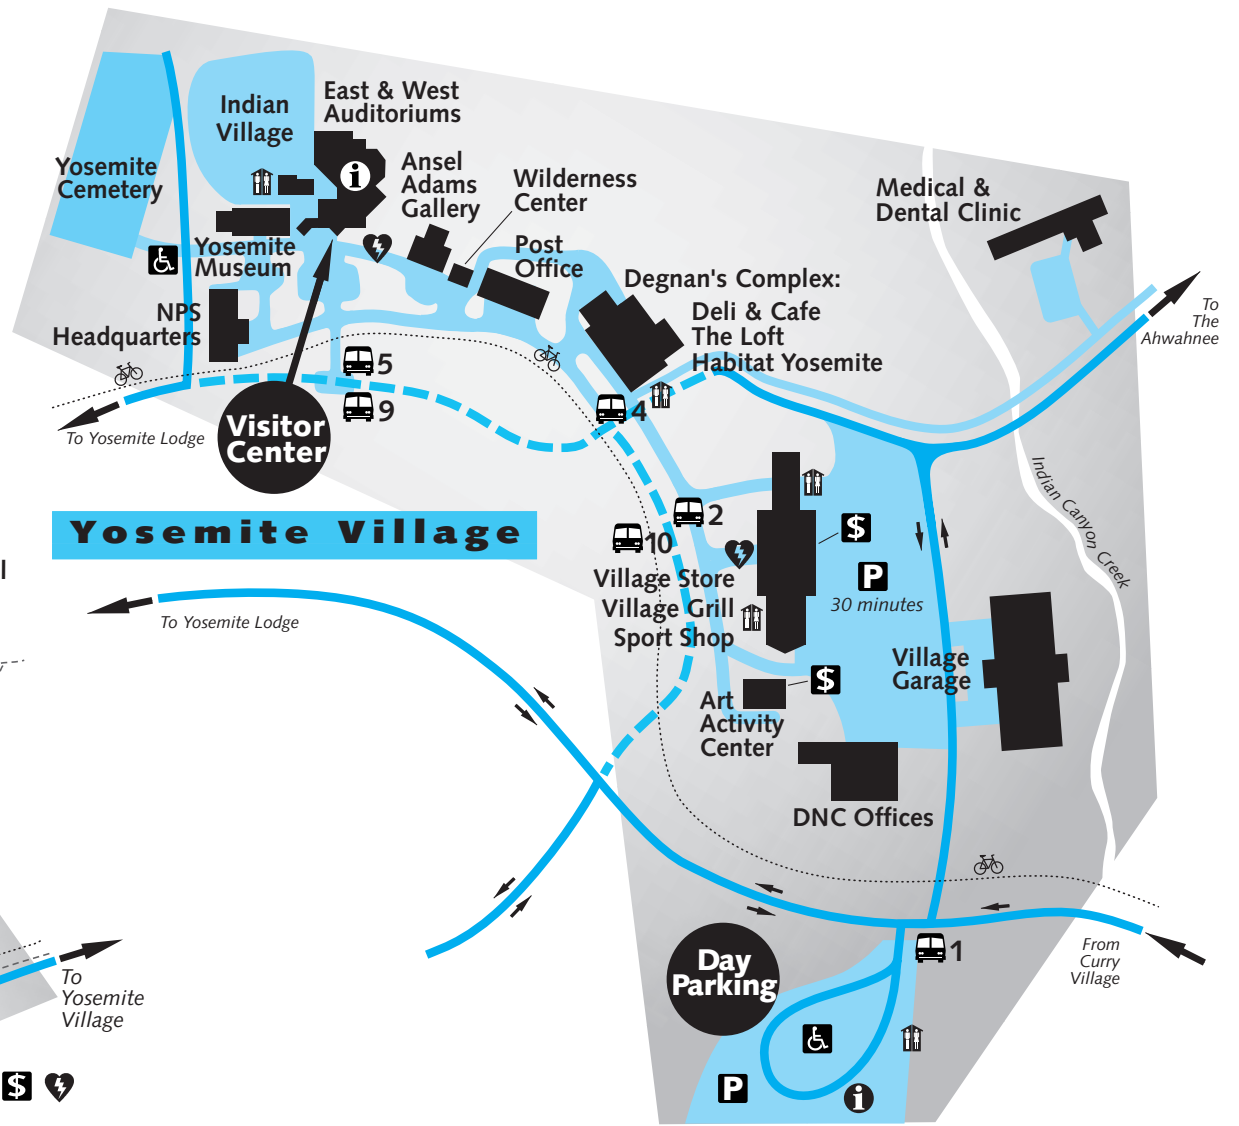 East & West
Auditoriums
Indian
Village
i
Yosemite
Cemetery
Ansel
Adams
Gallery
Wilderness
Center
Medical &
Dental Clinic
Yosemite
Museum
Post
Office
Degnan's Complex:
Deli & Cafe
The Loft
Habitat Yosemite
NPS
Headquarters
To
The
Ahwahnee
5
9
4
To Yosemite Lodge
Visitor
Center
Indian Canyon Creek
2
10
Yosemite Village
$
P
30 minutes
l
Village Store
Village Grill
Sport Shop
To Yosemite Lodge
Village
Garage
$
Art
Activity
Center
DNC Offices
1
From
Curry
Village
Day
Parking
To
Yosemite
Village
P
i
$